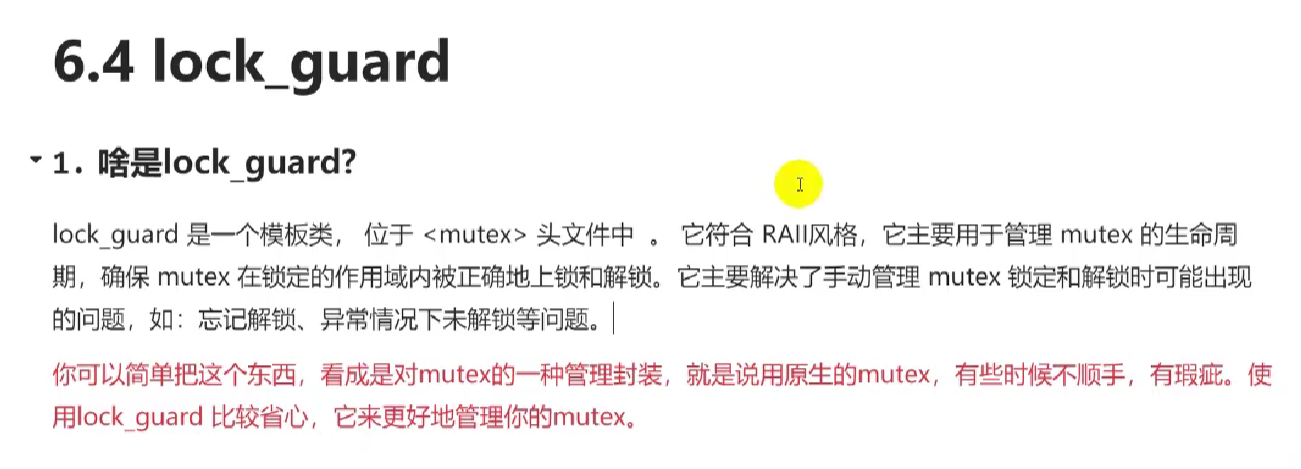 6.4 lock_guard
1. 啥是lock_guard?
lock_guard 是一个模板类， 位于 <mutex> 头文件中 。 它符合 RAII风格，它主要用于管理 mutex 的生命周
期，确保 mutex 在锁定的作用域内被正确地上锁和解锁。它主要解决了手动管理 mutex 锁定和解锁时可能出现
的问题，如：忘记解锁、异常情况下未解锁等问题。
你可以简单把这个东西，看成是对mutex的一种管理封装，就是说用原生的mutex，有些时候不顺手，有瑕疵。使
用lock_guard 比较省心，它来更好地管理你的mutex。